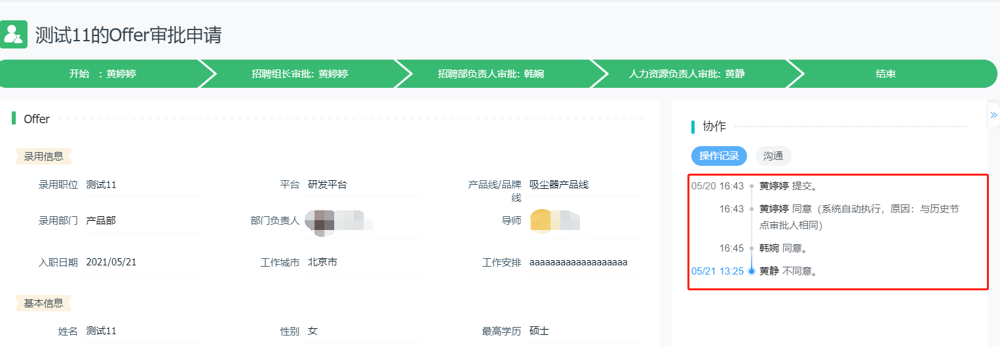 测试11的Offer审批申请
开始 : 黄婷婷
招聘组长审批: 黄婷婷
招聘部负责人审批: 韩婉
人力资源负责人审批: 黄静
结束
Offer
录用信息
录用职位 测试11
平台 研发平台
产品线/品牌线 吸尘器产品线
录用部门 产品部
部门负责人
导师
入职日期 2021/05/21
工作城市 北京市
工作安排 aaaaaaaaaaaaaaaaaaa
基本信息
姓名 测试11
性别 女
最高学历 硕士
协作
操作记录 沟通
05/20 16:43 黄婷婷 提交。
16:43 黄婷婷 同意（系统自动执行，原因：与历史节
点审批人相同）
16:45 韩婉 同意。
05/21 13:25 黄静 不同意。